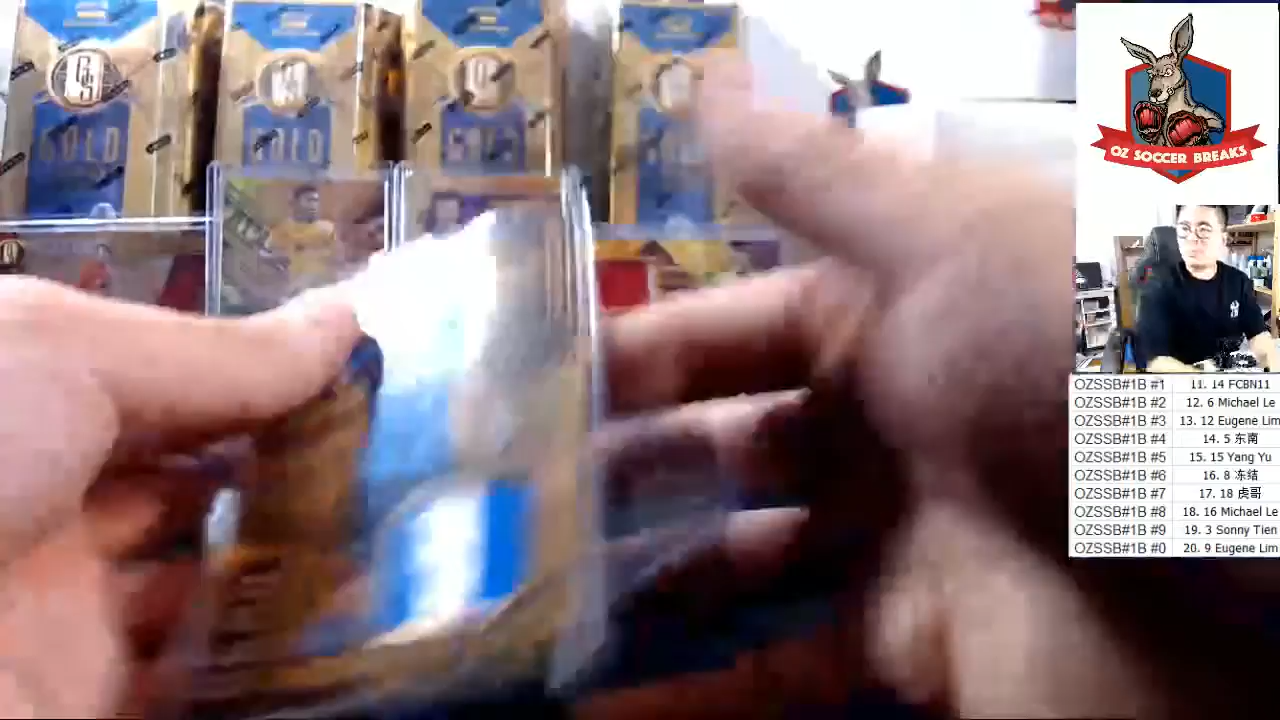 GOLD
GOLD
GOLD
OZ SOCCER BREAKS
OZSSB#1B #1 11. 14 FCBN11
OZSSB#1B #2 12. 6 Michael Le
OZSSB#1B #3 13. 12 Eugene Lim
OZSSB#1B #4 14. 5 东南
OZSSB#1B #5 15. 15 Yang Yu
OZSSB#1B #6 16. 8 冻结
OZSSB#1B #7 17. 18 虎哥
OZSSB#1B #8 18. 16 Michael Le
OZSSB#1B #9 19. 3 Sonny Tien
OZSSB#1B #0 20. 9 Eugene Lim